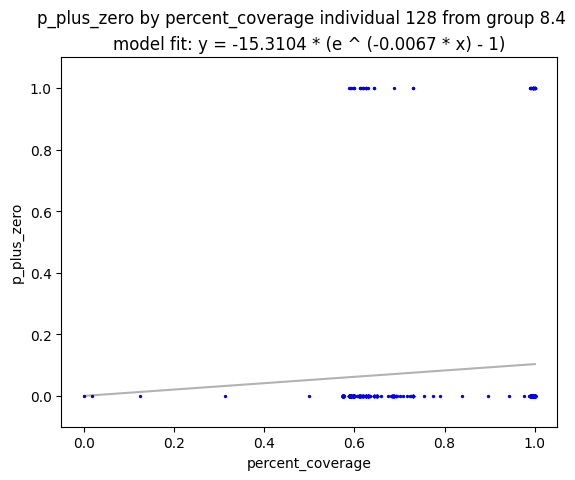 p_plus_zero by percent_coverage individual 128 from group 8.4
model fit: y = -15.3104 * (e ^ (-0.0067 * x) - 1)
1.0
0.8
0.6
0.4
0.2
0.0
p_plus_zero
0.0 0.2 0.4 0.6 0.8 1.0
percent_coverage